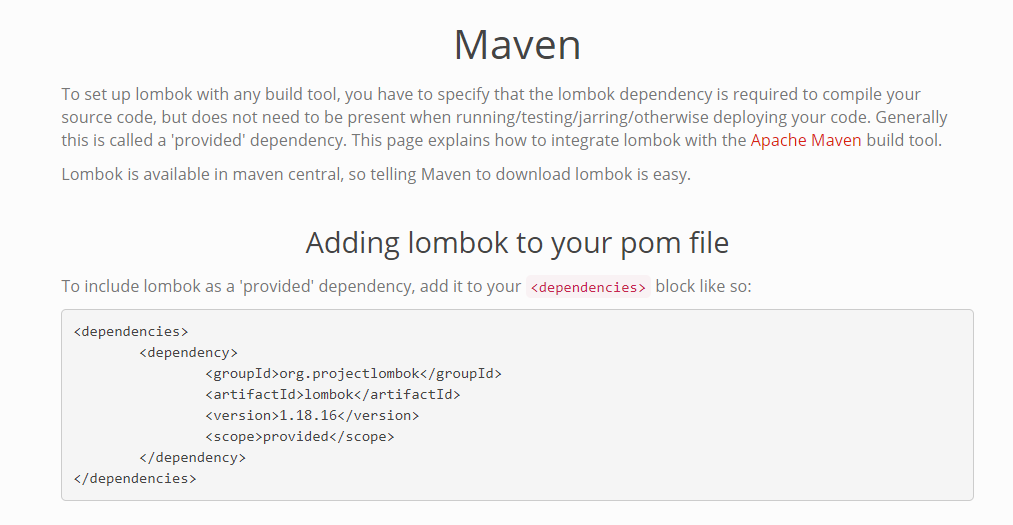 Maven
To set up lombok with any build tool, you have to specify that the lombok dependency is required to compile your
source code, but does not need to be present when running/testing/jarring/otherwise deploying your code. Generally
this is called a 'provided' dependency. This page explains how to integrate lombok with the Apache Maven build tool.
Lombok is available in maven central, so telling Maven to download lombok is easy.
Adding lombok to your pom file
To include lombok as a 'provided' dependency, add it to your <dependencies> block like so:
<dependencies>
<dependency>
<groupId>org.projectlombok</groupId>
<artifactId>lombok</artifactId>
<version>1.18.16</version>
<scope>provided</scope>
</dependency>
</dependencies>